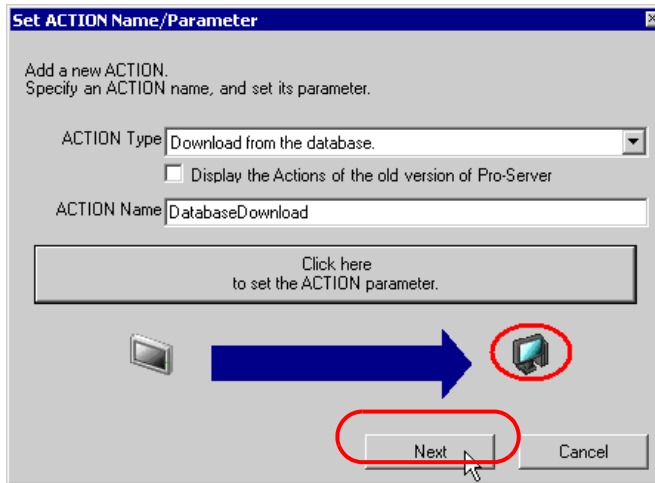 Set ACTION Name/Parameter
Add a new ACTION.
Specify an ACTION name, and set its parameter.
ACTION Type Download from the database.
Display the Actions of the old version of Pro-Server
ACTION Name DatabaseDownload
Click here
to set the ACTION parameter.
Next Cancel